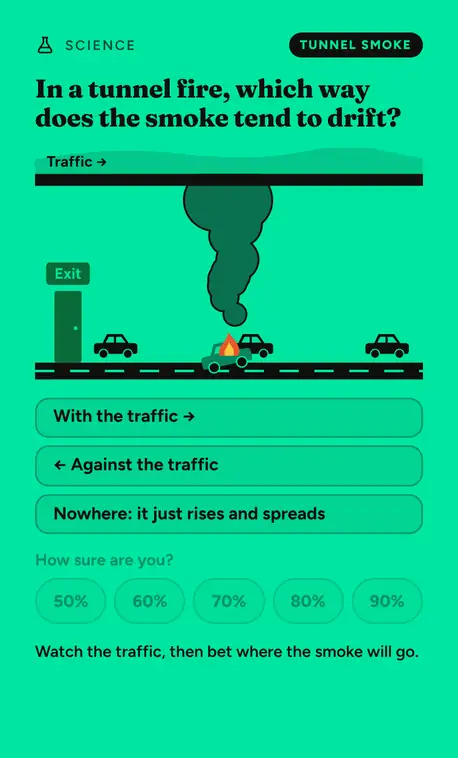 SCIENCE
TUNNEL SMOKE
In a tunnel fire, which way
does the smoke tend to drift?
Traffic →
Exit
With the traffic →
← Against the traffic
Nowhere: it just rises and spreads
How sure are you?
50% 60% 70% 80% 90%
Watch the traffic, then bet where the smoke will go.